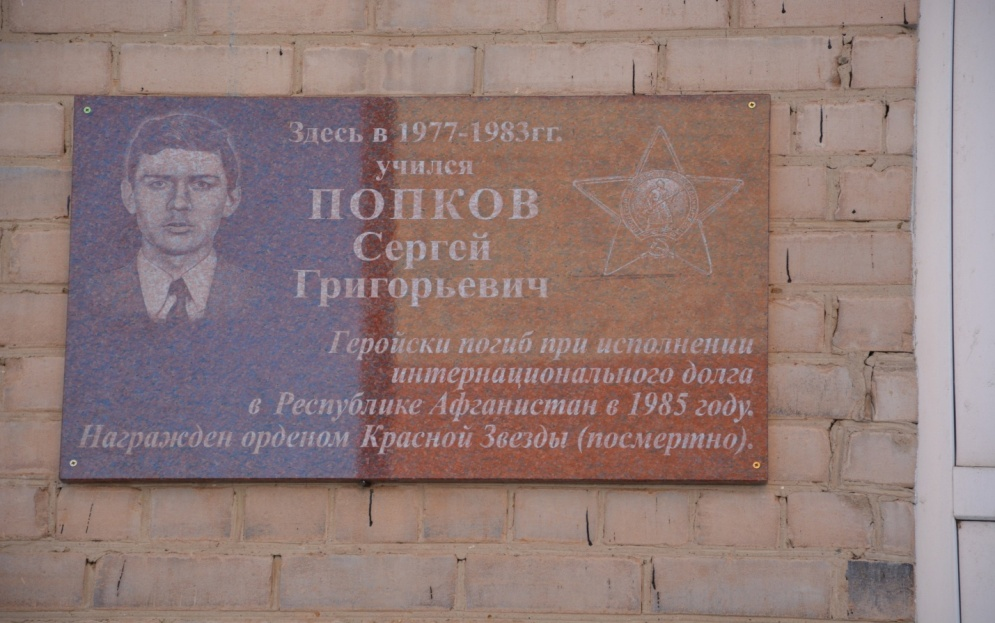 Здесь в 1977-1983гг.
учился
ПОПКОВ
Сергей
Григорьевич
Геройски погиб при исполнении
интернационального долга
в Республике Афганистан в 1985 году.
Награжден орденом Красной Звезды (посмертно).